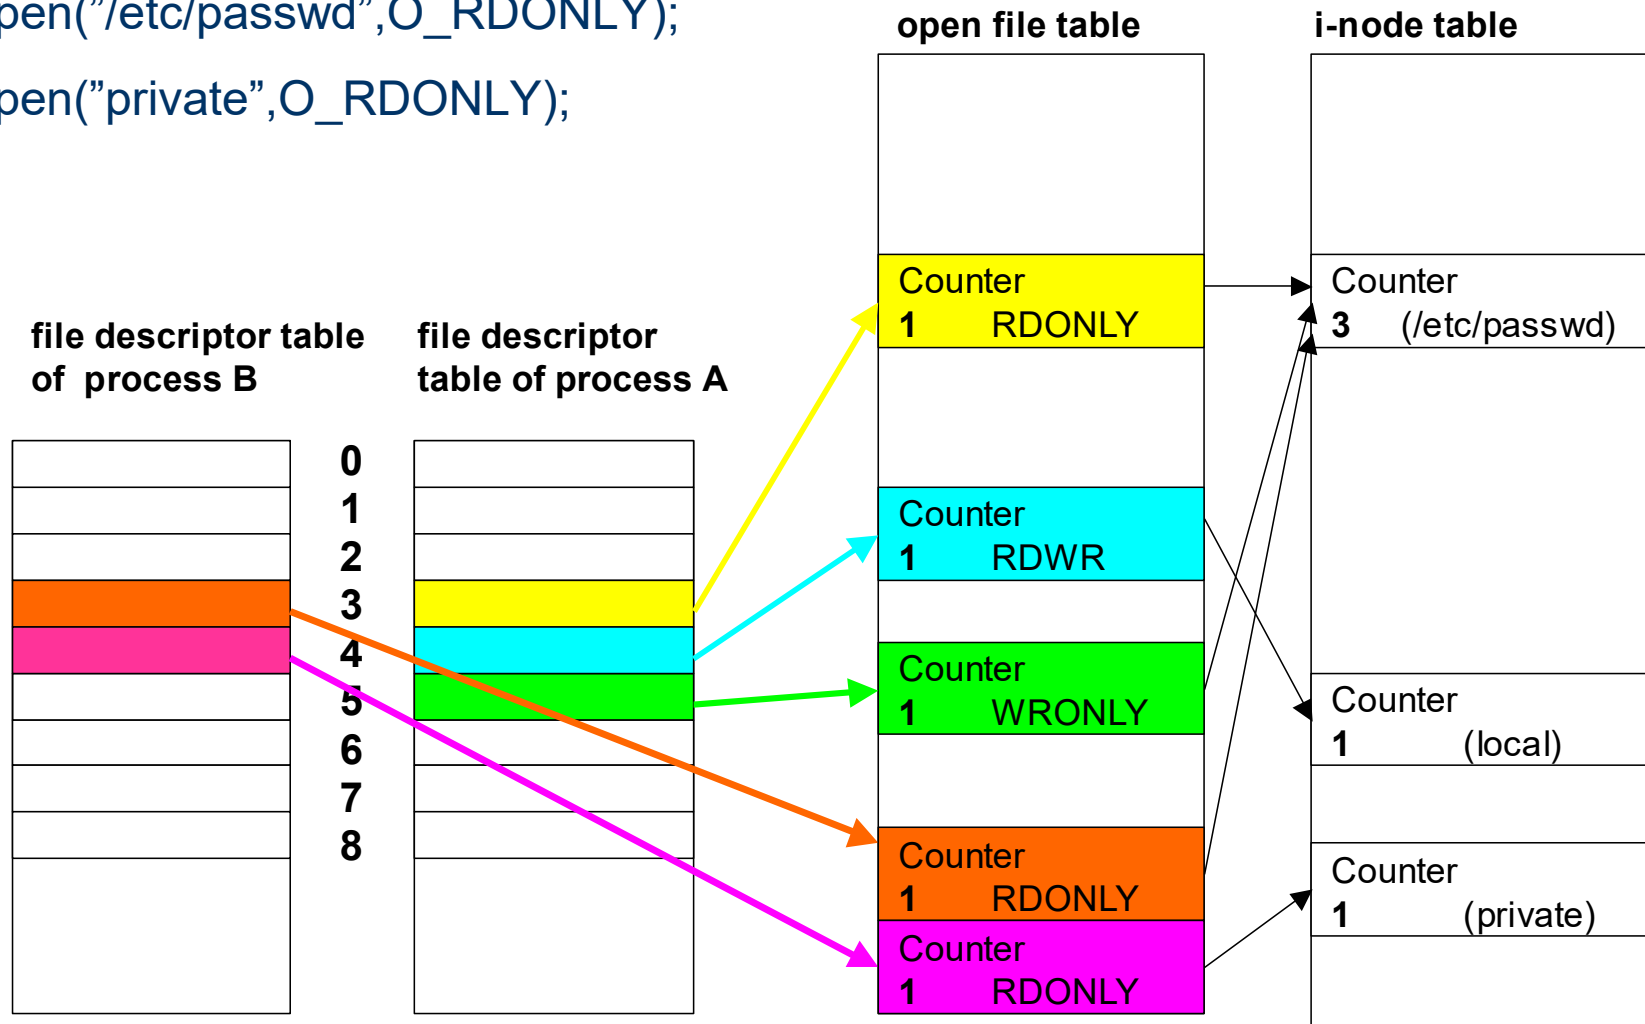 pen("/etc/passwd",O_RDONLY);
pen(”private”,O_RDONLY);
open file table
i-node table
file descriptor table
of process B
file descriptor
table of process A
0
1
2
3
4
5
6
7
8
Counter
1 RDONLY
Counter
1 RDWR
Counter
1 WRONLY
Counter
1 RDONLY
Counter
1 RDONLY
Counter
3 (/etc/passwd)
Counter
1 (local)
Counter
1 (private)